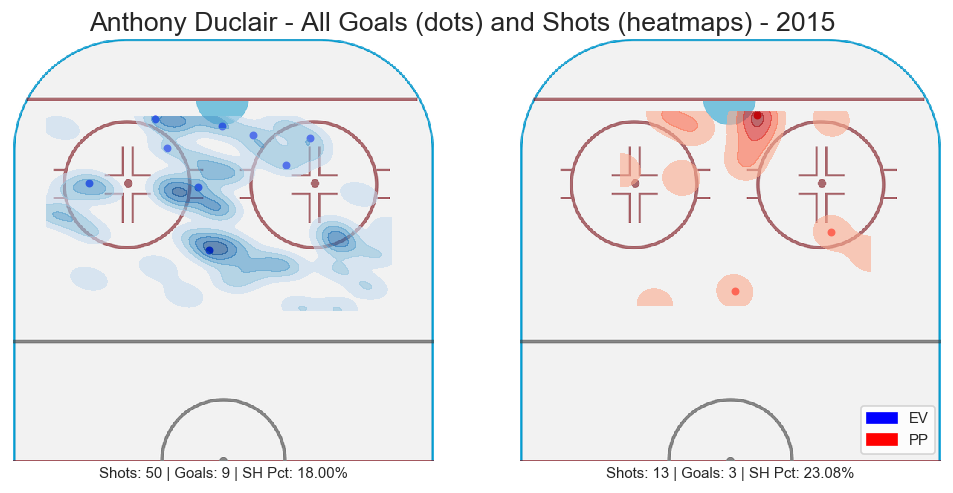 Anthony Duclair - All Goals (dots) and Shots (heatmaps) - 2015
EV
PP
Shots: 50 | Goals: 9 | SH Pct: 18.00%
Shots: 13 | Goals: 3 | SH Pct: 23.08%